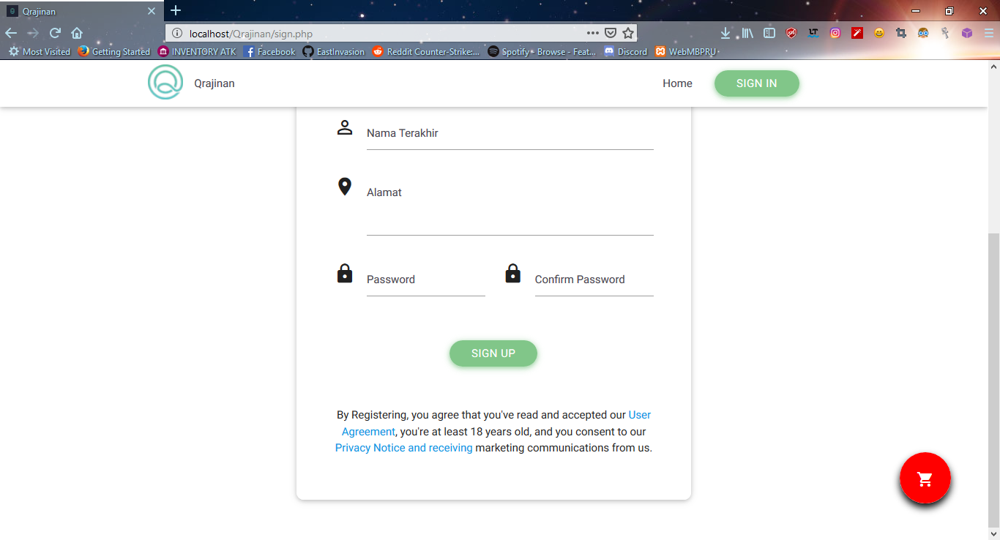 Qrajinan
localhost/Qrajinan/sign.php
Most Visited Getting Started INVENTORY ATK Facebook EastInvasion Reddit Counter-Strike:... Spotify - Browse - Feat... Discord WebMBPRU
Qrajinan Home SIGN IN
Nama Terakhir
Alamat
Password Confirm Password
SIGN UP
By Registering, you agree that you've read and accepted our User
Agreement, you're at least 18 years old, and you consent to our
Privacy Notice and receiving marketing communications from us.